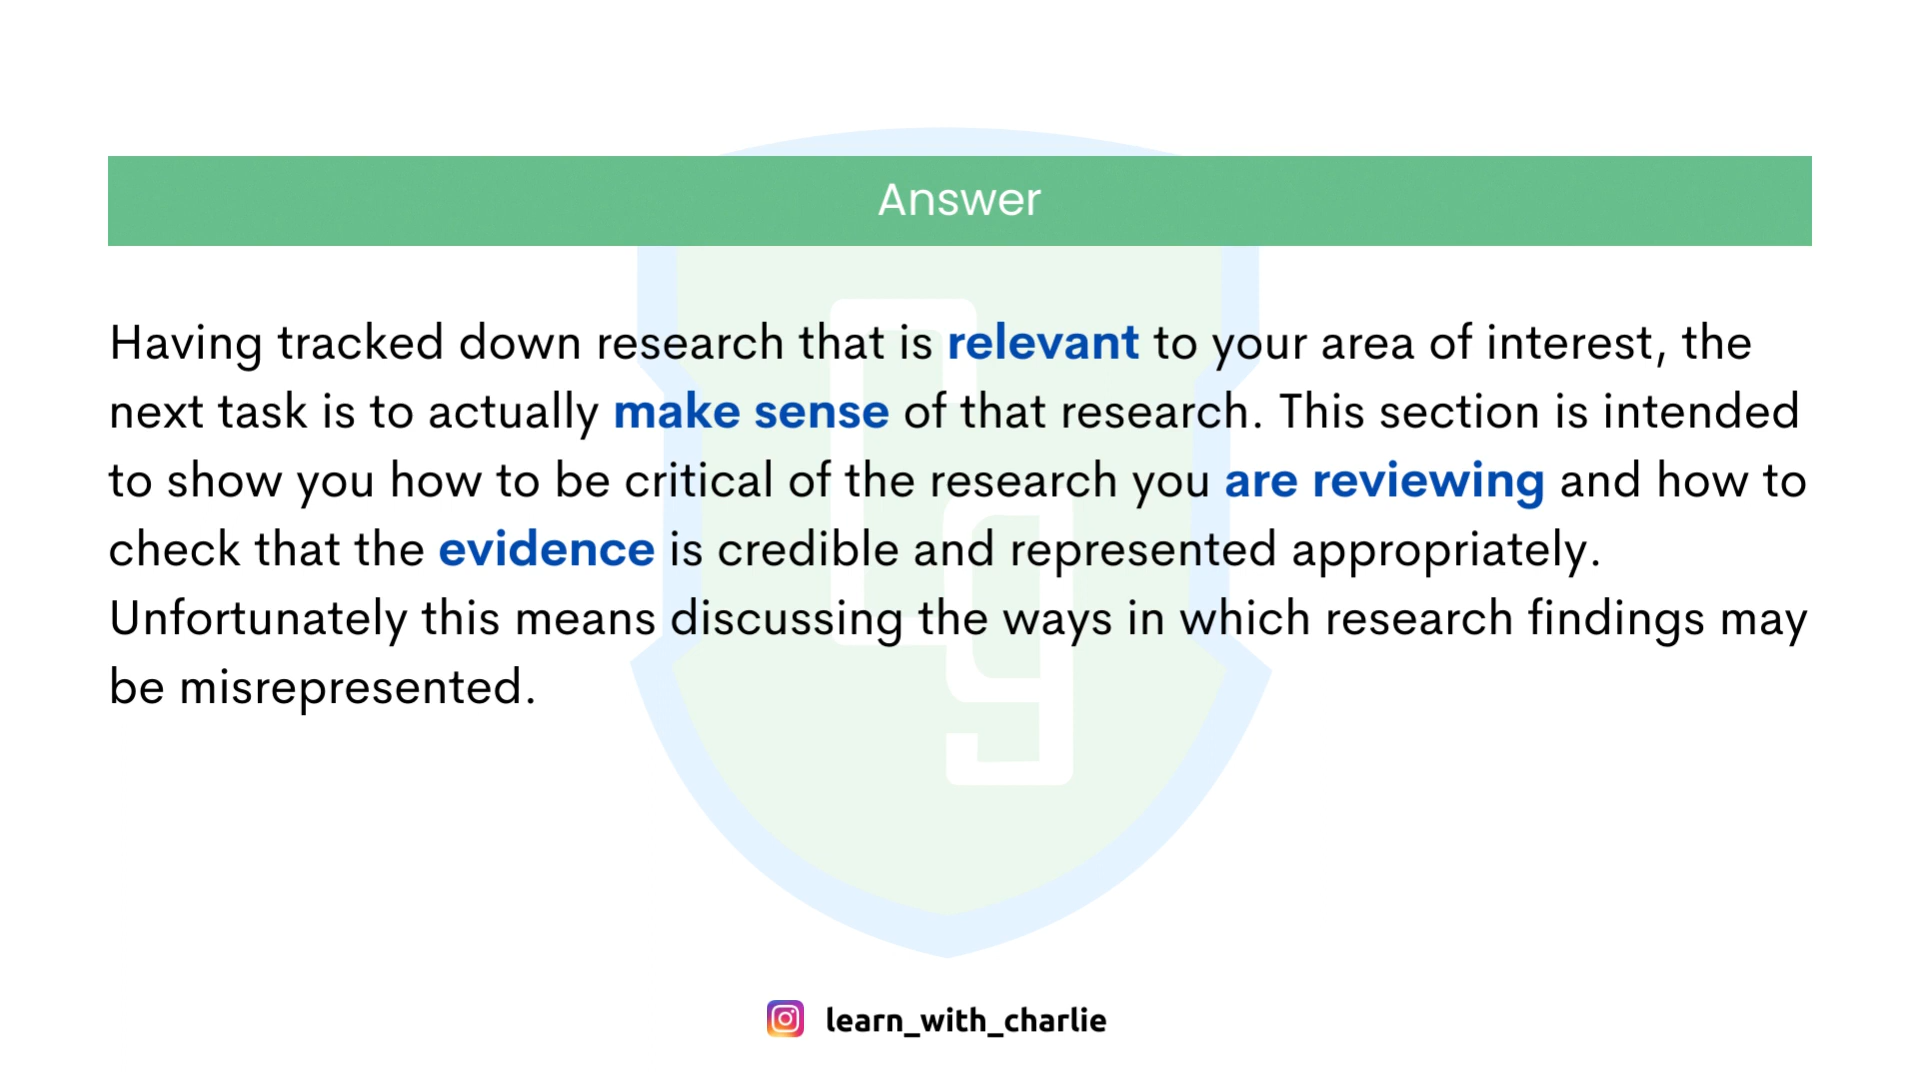 Answer
Having tracked down research that is relevant to your area of interest, the
next task is to actually make sense of that research. This section is intended
to show you how to be critical of the research you are reviewing and how to
check that the evidence is credible and represented appropriately.
Unfortunately this means discussing the ways in which research findings may
be misrepresented.
learn_with_charlie